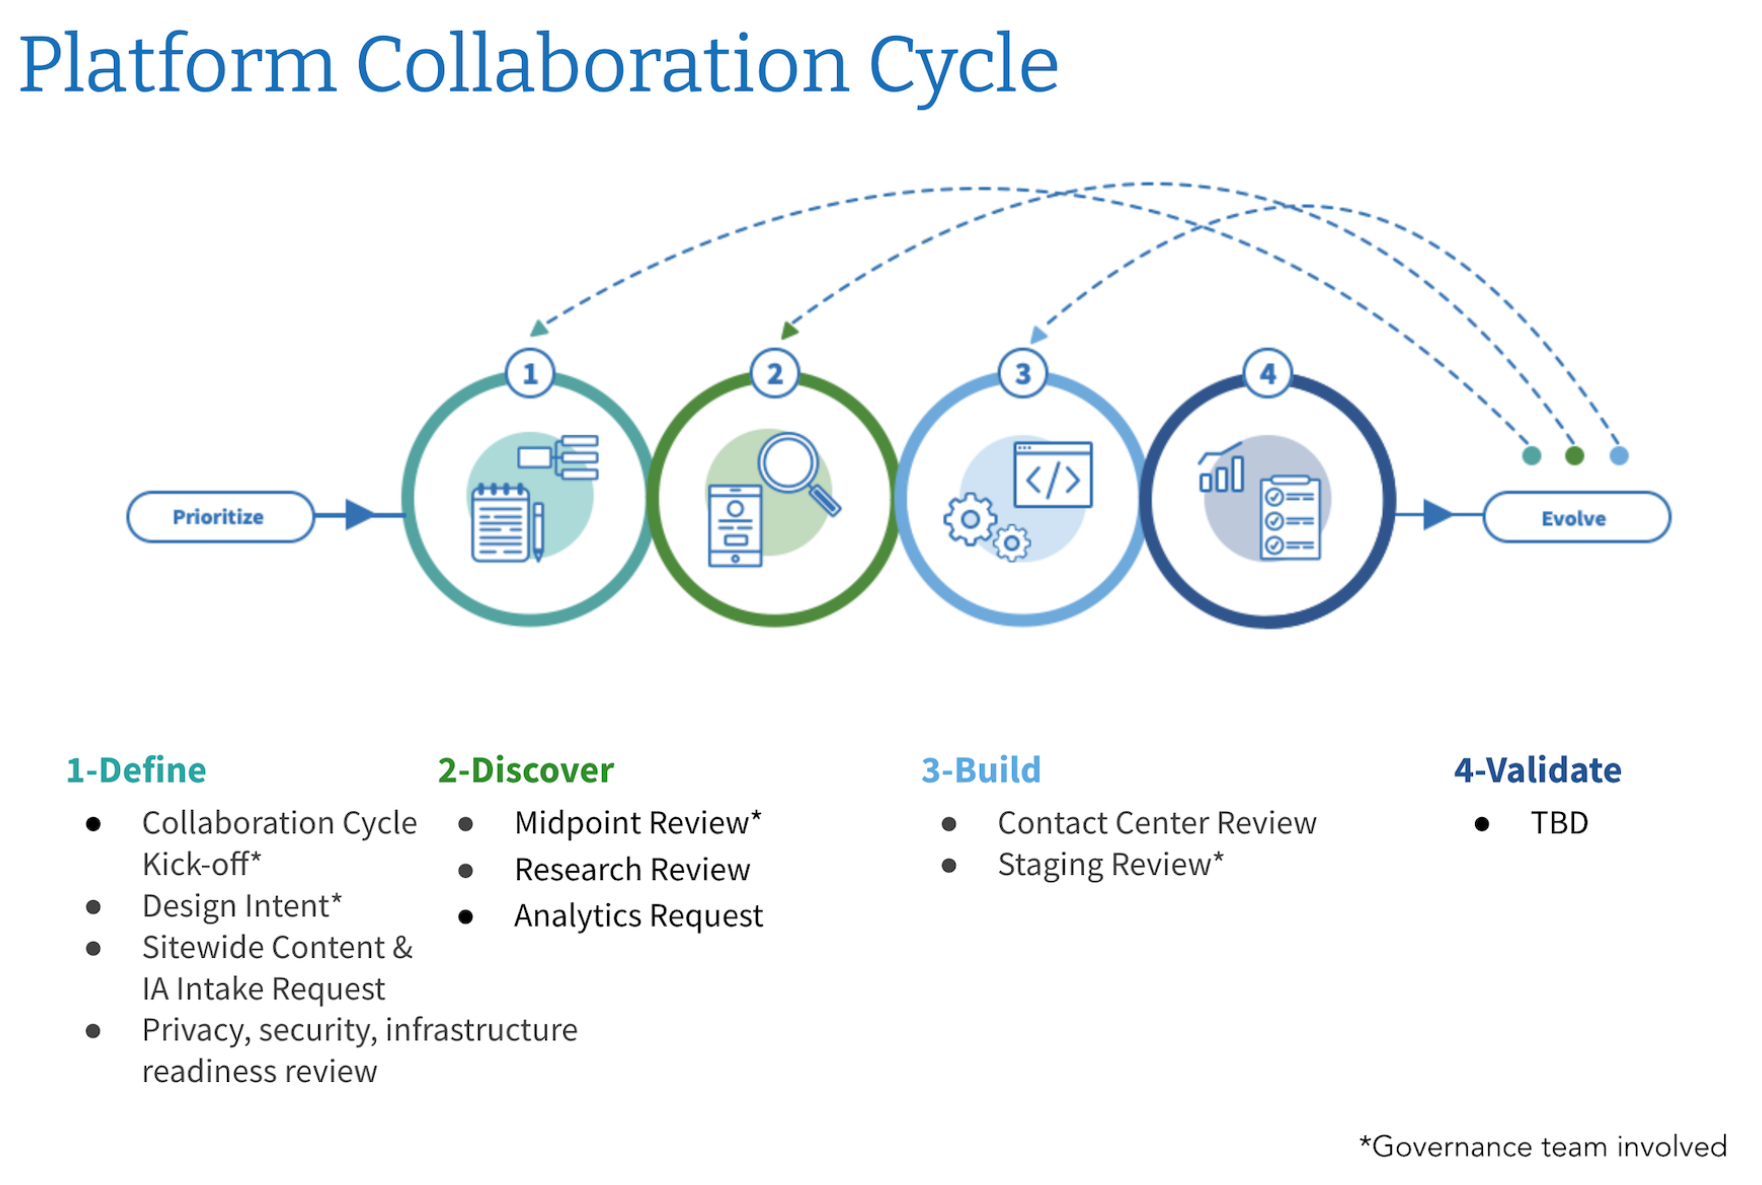 Platform Collaboration Cycle
1
2
3
4
Prioritize
</>
Evolve
1-Define
● Collaboration Cycle
Kick-off*
● Design Intent*
● Sitewide Content &
IA Intake Request
● Privacy, security, infrastructure
readiness review
2-Discover
● Midpoint Review*
● Research Review
● Analytics Request
3-Build
● Contact Center Review
● Staging Review*
4-Validate
● TBD
*Governance team involved